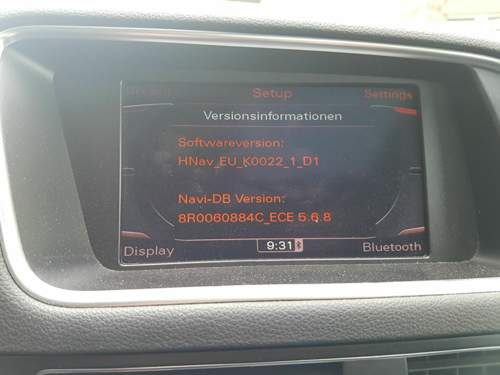 Setup
Settings
Versionsinformationen
Softwareversion:
HNav_EU_K0022_1_D1
Navi-DB Version:
8R0060884C_ECE 5.6.8
Display
9:31
Bluetooth